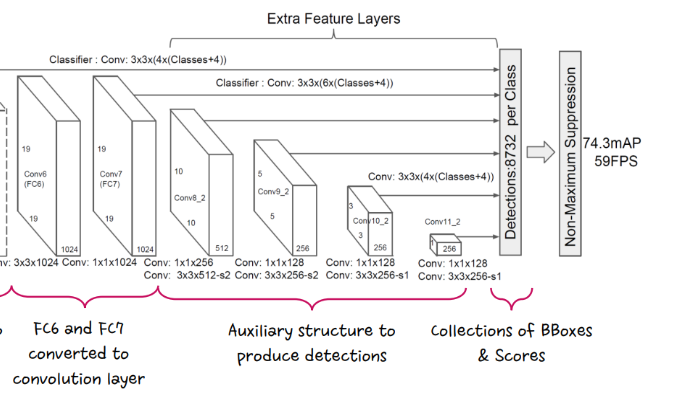 Extra Feature Layers
Classifier : Conv: 3x3x(4x(Classes+4))
Classifier : Conv: 3x3x(6x(Classes+4))
19
Conv6
(FC6)
19
1024
19
Conv7
(FC7)
19
1024
10
Conv8_2
10
512
5
Conv9_2
5
256
Conv: 3x3x(4x(Classes+4))
3
Conv10_2
3
256
Conv11_2
1
256
Detections:8732 per Class
Non-Maximum Suppression
74.3mAP
59FPS
nv: 3x3x1024 Conv: 1x1x1024 Conv: 1x1x256 Conv: 1x1x128 Conv: 1x1x128 Conv: 1x1x128
Conv: 3x3x512-s2 Conv: 3x3x256-s2 Conv: 3x3x256-s1 Conv: 3x3x256-s1
FC6 and FC7
converted to
convolution layer
Auxiliary structure to
produce detections
Collections of BBoxes
& Scores